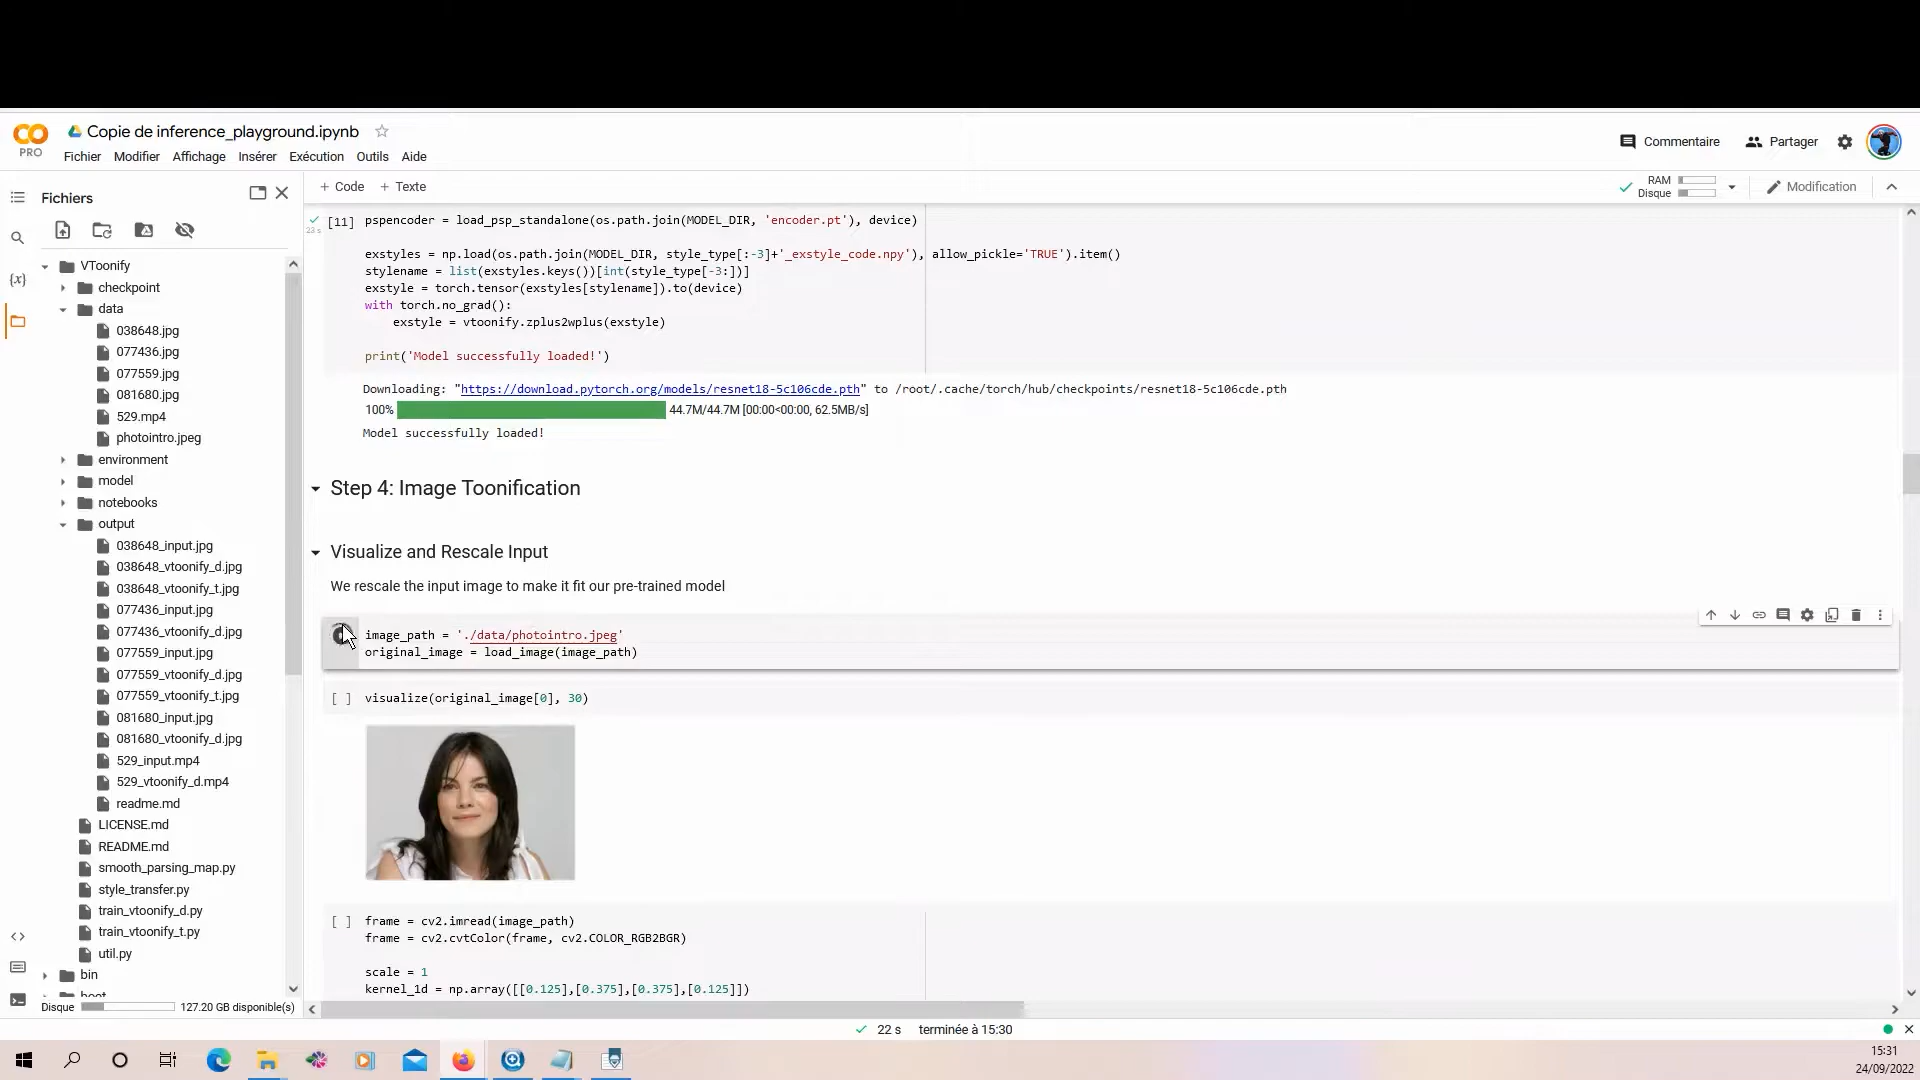 Copie de inference_playground.ipynb
PRO
Fichier Modifier Affichage Insérer Exécution Outils Aide
Commentaire
Partager
Fichiers
+ Code + Texte
RAM
Disque
Modification
VToonify
checkpoint
data
038648.jpg
077436.jpg
077559.jpg
081680.jpg
529.mp4
photointro.jpeg
environment
model
notebooks
output
038648_input.jpg
038648_vtoonify_d.jpg
038648_vtoonify_t.jpg
077436_input.jpg
077436_vtoonify_d.jpg
077559_input.jpg
077559_vtoonify_d.jpg
077559_vtoonify_t.jpg
081680_input.jpg
081680_vtoonify_d.jpg
529_input.mp4
529_vtoonify_d.mp4
readme.md
LICENSE.md
README.md
smooth_parsing_map.py
style_transfer.py
train_vtoonify_d.py
train_vtoonify_t.py
util.py
bin
Disque 127.20 GB disponible(s)
23 s
[11] pspencoder = load_psp_standalone(os.path.join(MODEL_DIR, 'encoder.pt'), device)
exstyles = np.load(os.path.join(MODEL_DIR, style_type[:-3]+'_exstyle_code.npy'), allow_pickle='TRUE').item()
stylename = list(exstyles.keys())[int(style_type[-3:])]
exstyle = torch.tensor(exstyles[stylename]).to(device)
with torch.no_grad():
exstyle = vtoonify.zplus2wplus(exstyle)
print('Model successfully loaded!')
Downloading: "https://download.pytorch.org/models/resnet18-5c106cde.pth" to /root/.cache/torch/hub/checkpoints/resnet18-5c106cde.pth
100% 44.7M/44.7M [00:00<00:00, 62.5MB/s]
Model successfully loaded!
Step 4: Image Toonification
Visualize and Rescale Input
We rescale the input image to make it fit our pre-trained model
image_path = './data/photointro.jpeg'
original_image = load_image(image_path)
[ ] visualize(original_image[0], 30)
[ ] frame = cv2.imread(image_path)
frame = cv2.cvtColor(frame, cv2.COLOR_RGB2BGR)
scale = 1
kernel_1d = np.array([[0.125],[0.375],[0.375],[0.125]])
22 s terminée à 15:30
15:31
24/09/2022